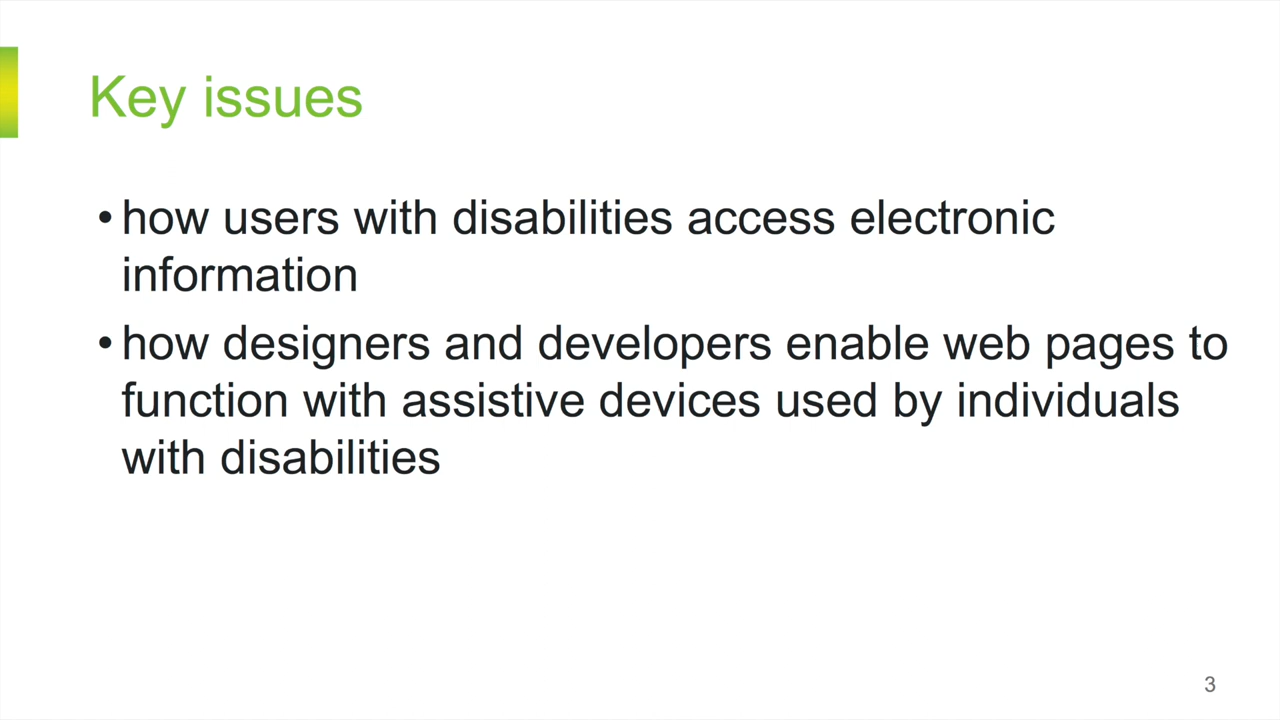 Key issues
• how users with disabilities access electronic
information
• how designers and developers enable web pages to
function with assistive devices used by individuals
with disabilities
3